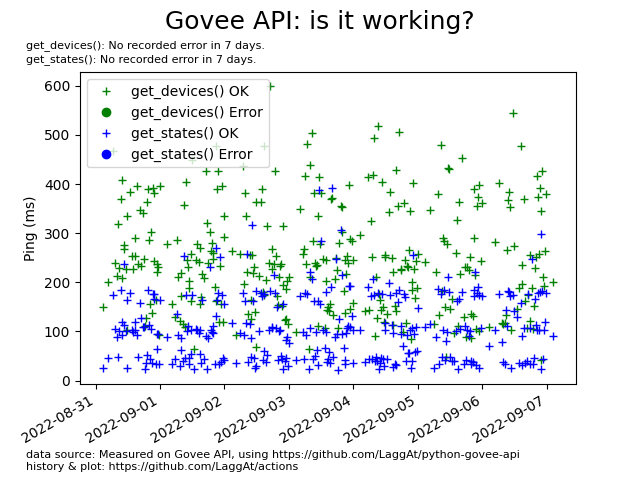 Govee API: is it working?
get_devices(): No recorded error in 7 days.
get_states(): No recorded error in 7 days.
600
500
400
300
200
100
0
Ping (ms)
get_devices() OK
get_devices() Error
get_states() OK
get_states() Error
2022-08-31
2022-09-01
2022-09-02
2022-09-03
2022-09-04
2022-09-05
2022-09-06
2022-09-07
data source: Measured on Govee API, using https://github.com/LaggAt/python-govee-api
history & plot: https://github.com/LaggAt/actions